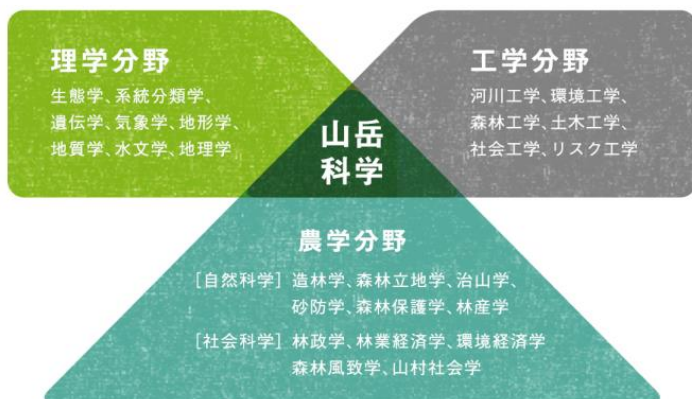 理学分野
生態学、系統分類学、
遺伝学、気象学、地形学、
地質学、水文学、地理学
工学分野
河川工学、環境工学、
森林工学、土木工学、
社会工学、リスク工学
山岳
科学
農学分野
［自然科学］造林学、森林立地学、治山学、
砂防学、森林保護学、林産学
［社会科学］林政学、林業経済学、環境経済学
森林風致学、山村社会学